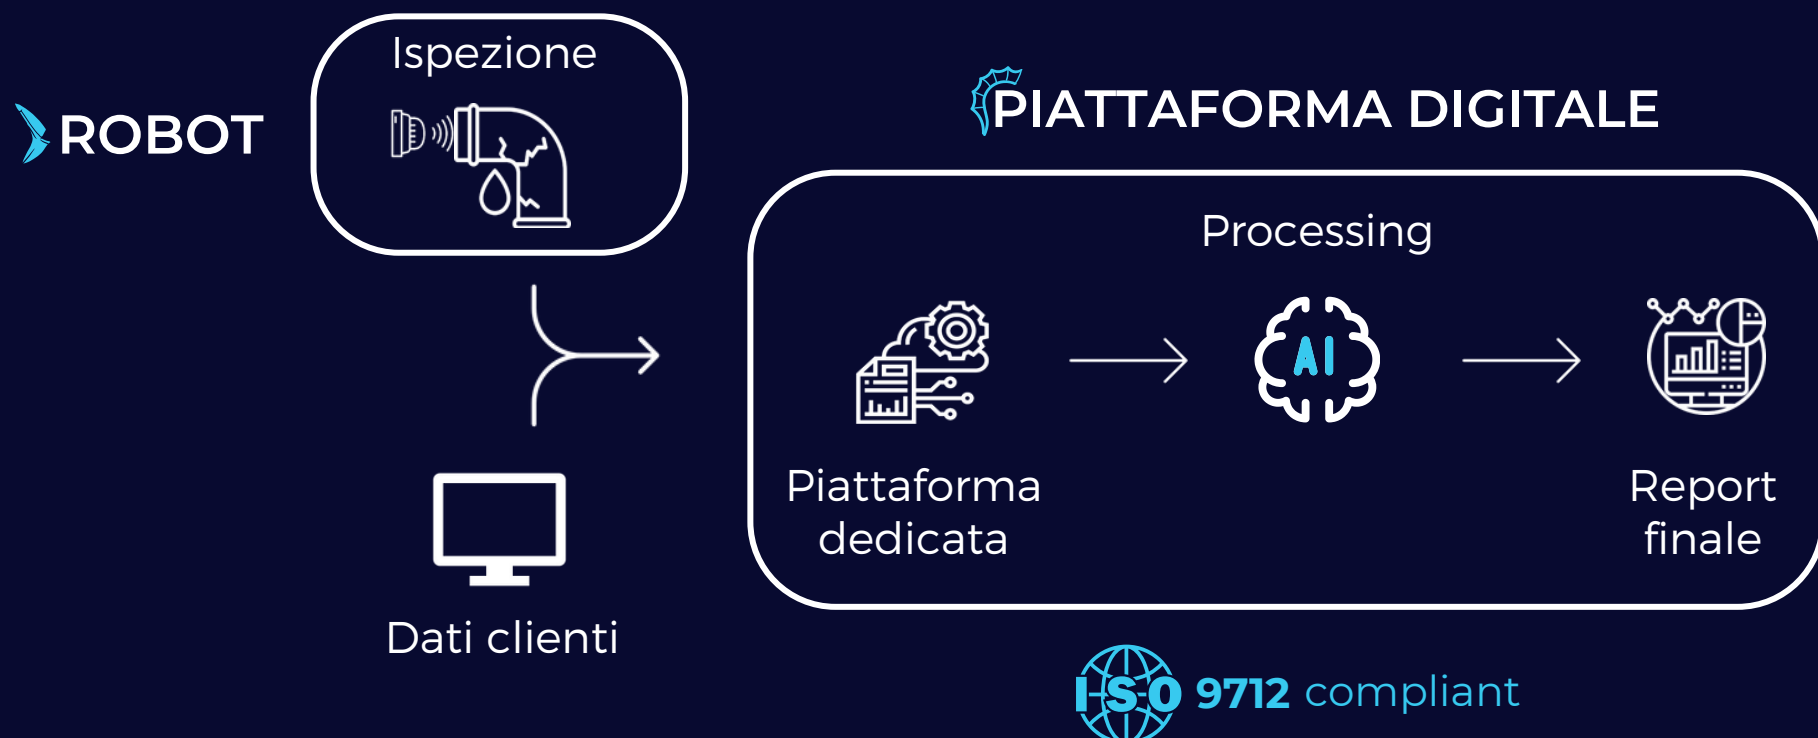 Ispezione
ROBOT
PIATTAFORMA DIGITALE
Processing
AI
Piattaforma
dedicata
Report
finale
Dati clienti
ISO 9712 compliant